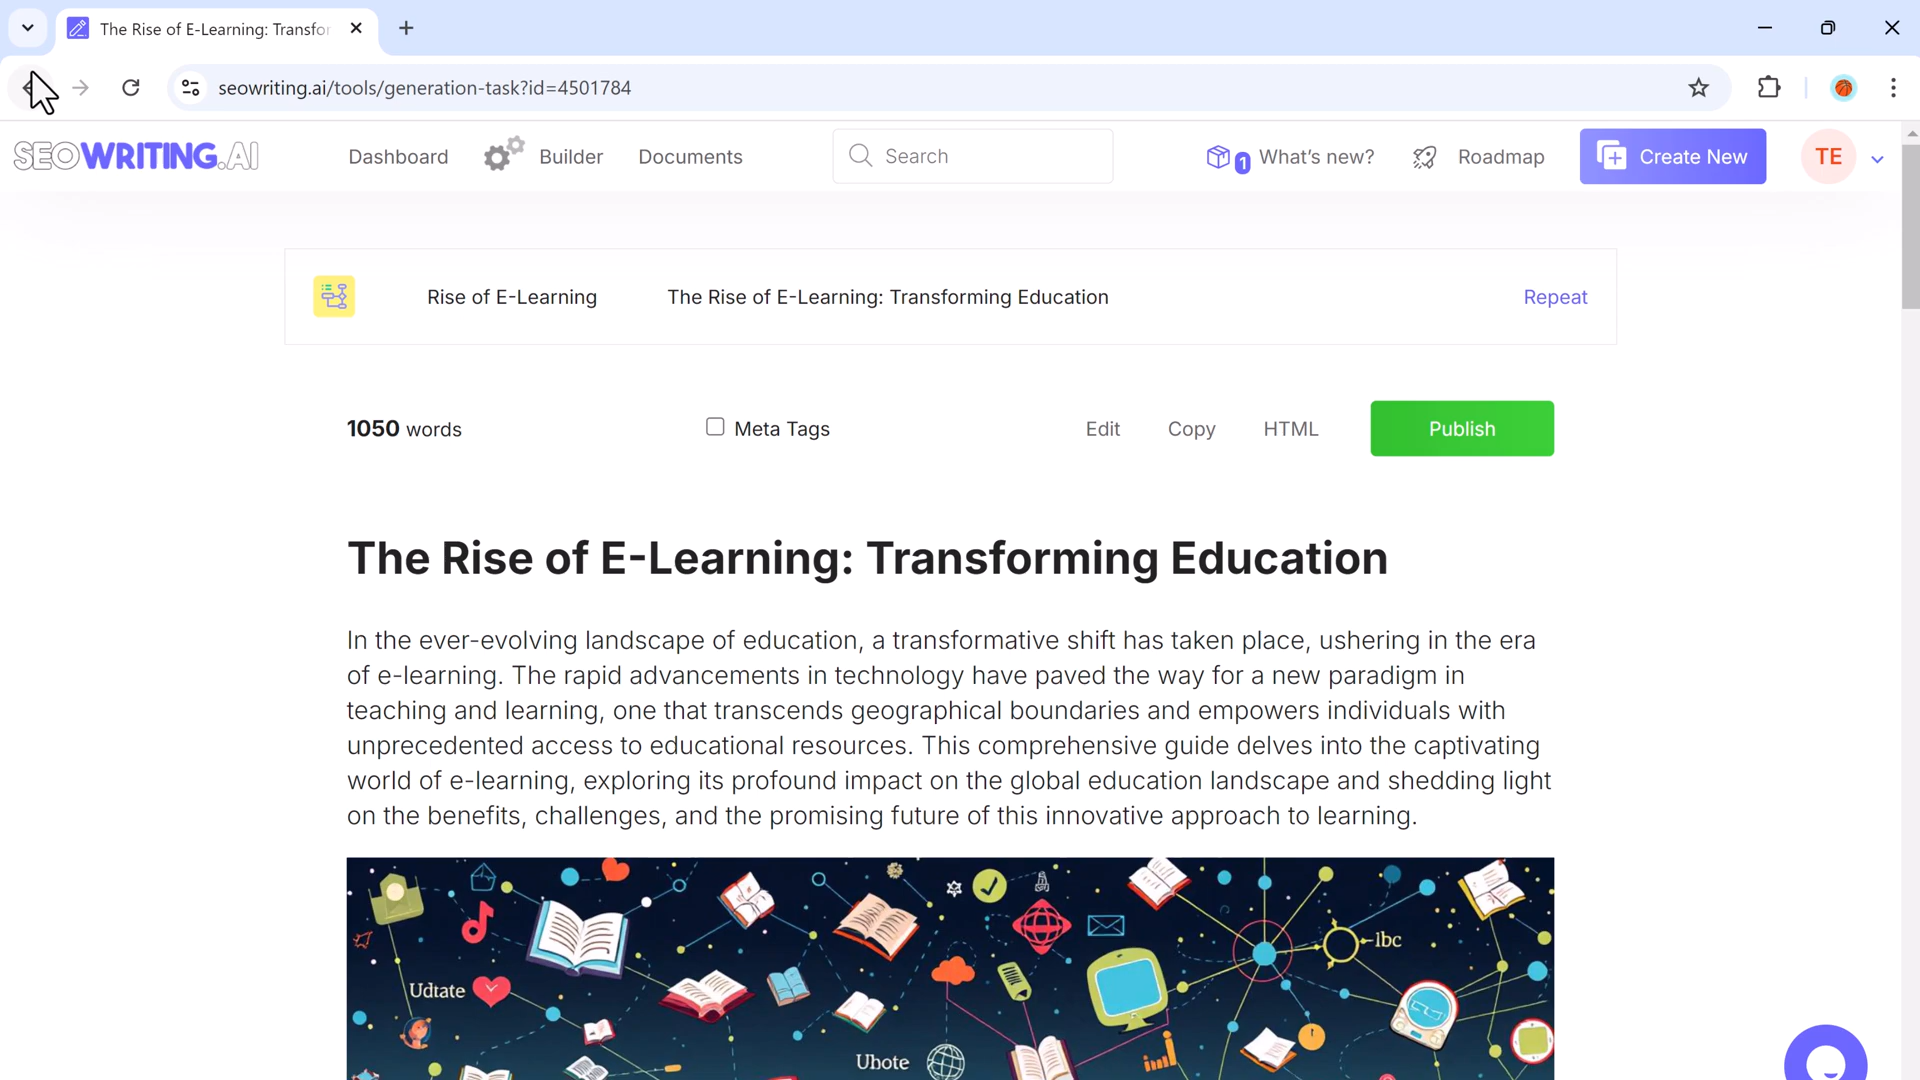 The Rise of E-Learning: Transfor
seowriting.ai/tools/generation-task?id=4501784
SEOWRITING.AI
Dashboard
Builder
Documents
Search
1
What's new?
Roadmap
Create New
TE
Rise of E-Learning
The Rise of E-Learning: Transforming Education
Repeat
1050 words
Meta Tags
Edit
Copy
HTML
Publish
The Rise of E-Learning: Transforming Education
In the ever-evolving landscape of education, a transformative shift has taken place, ushering in the era
of e-learning. The rapid advancements in technology have paved the way for a new paradigm in
teaching and learning, one that transcends geographical boundaries and empowers individuals with
unprecedented access to educational resources. This comprehensive guide delves into the captivating
world of e-learning, exploring its profound impact on the global education landscape and shedding light
on the benefits, challenges, and the promising future of this innovative approach to learning.
lbc
Udtate
Uhote